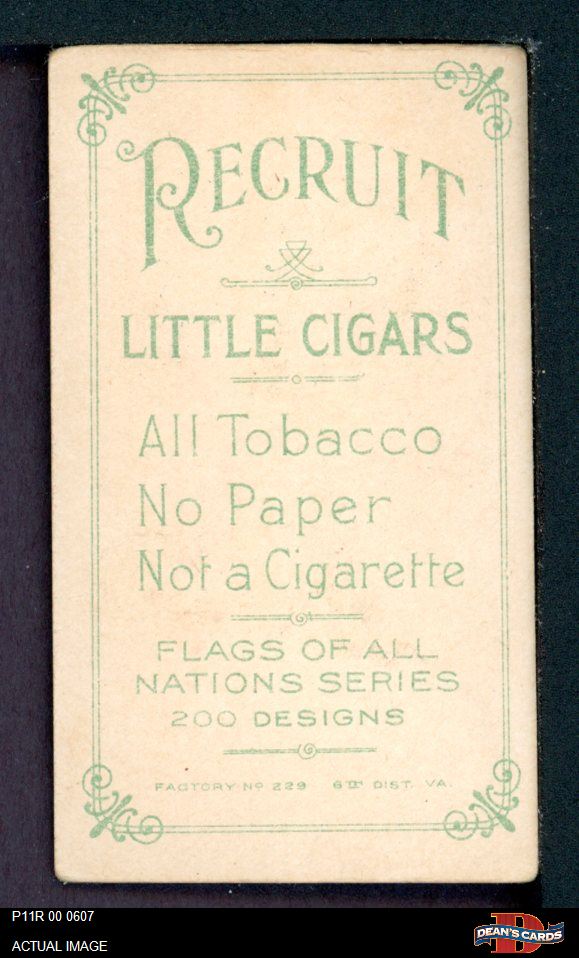 RECRUIT
LITTLE CIGARS
All Tobacco
No Paper
Not a Cigarette
FLAGS OF ALL
NATIONS SERIES
200 DESIGNS
FACTORY Nº 229 6TH DIST. VA.
P11R 00 0607
ACTUAL IMAGE
D
DEAN'S CARDS